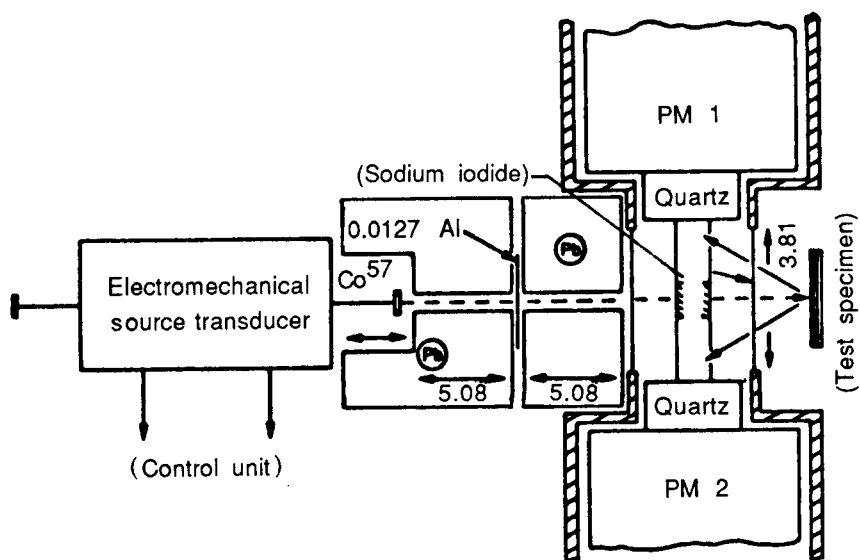 PM 1
(Sodium iodide)
Quartz
0.0127 Al
Pb
3.81
Co57
Electromechanical
source transducer
(Test specimen)
Pb
5.08
5.08
Quartz
(Control unit)
PM 2